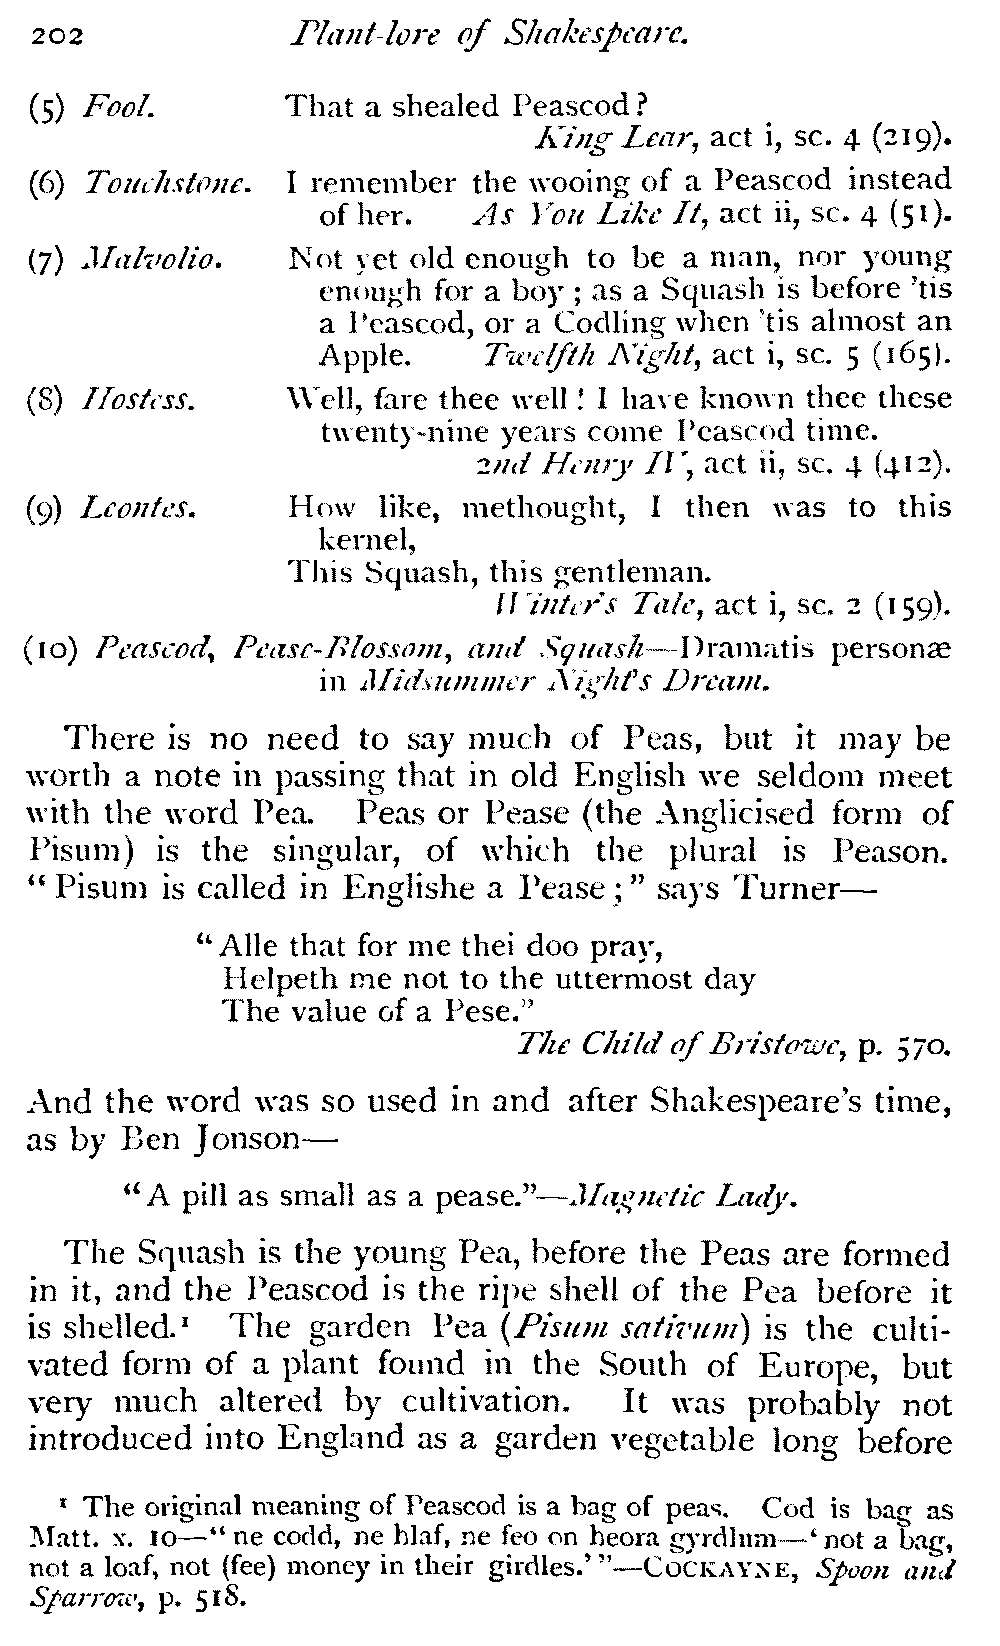 202 Plant-lore of Shakespeare.
(5) Fool. That a shealed Peascod?
King Lear, act i, sc. 4 (219).
(6) Touchstone. I remember the wooing of a Peascod instead
of her. As You Like It, act ii, sc. 4 (51).
(7) Malvolio. Not yet old enough to be a man, nor young
enough for a boy; as a Squash is before 'tis
a Peascod, or a Codling when 'tis almost an
Apple. Twelfth Night, act i, sc. 5 (165).
(8) Hostess. Well, fare thee well! I have known thee these
twenty-nine years come Peascod time.
2nd Henry IV, act ii, sc. 4 (412).
(9) Leontes. How like, methought, I then was to this
kernel,
This Squash, this gentleman.
Winter's Tale, act i, sc. 2 (159).
(10) Peascod, Pease-Blossom, and Squash—Dramatis personæ
in Midsummer Night's Dream.
There is no need to say much of Peas, but it may be
worth a note in passing that in old English we seldom meet
with the word Pea. Peas or Pease (the Anglicised form of
Pisum) is the singular, of which the plural is Peason.
"Pisum is called in Englishe a Pease;" says Turner—
"Alle that for me thei doo pray,
Helpeth me not to the uttermost day
The value of a Pese."
The Child of Bristowe, p. 570.
And the word was so used in and after Shakespeare's time,
as by Ben Jonson—
"A pill as small as a pease."—Magnetic Lady.
The Squash is the young Pea, before the Peas are formed
in it, and the Peascod is the ripe shell of the Pea before it
is shelled.¹ The garden Pea (Pisum sativum) is the culti-
vated form of a plant found in the South of Europe, but
very much altered by cultivation. It was probably not
introduced into England as a garden vegetable long before
¹ The original meaning of Peascod is a bag of peas. Cod is bag as
Matt. x. 10—"ne codd, ne hlaf, ne feo on heora gyrdlum—'not a bag,
not a loaf, not (fee) money in their girdles.'"—COCKAYNE, Spoon and
Sparrow, p. 518.